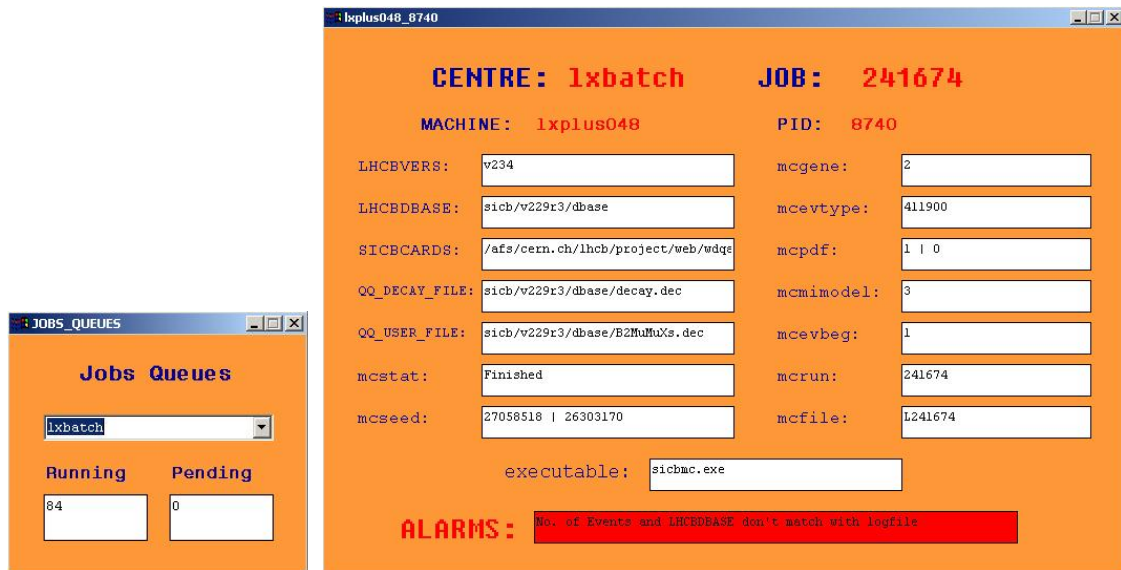 JOBS_QUEUES
Jobs Queues
lxbatch
Running Pending
84 0
lxplus048_8740
CENTRE: lxbatch JOB: 241674
MACHINE: lxplus048 PID: 8740
LHCBVERS: v234 mcgene: 2
LHCBDBASE: sicb/v229r3/dbase mcevtype: 411900
SICBCARDS: /afs/cern.ch/lhcb/project/web/wdqs mcpdf: 1 | 0
QQ_DECAY_FILE: sicb/v229r3/dbase/decay.dec mcmimodel: 3
QQ_USER_FILE: sicb/v229r3/dbase/B2MuMuXs.dec mcevbeg: 1
mcstat: Finished mcrun: 241674
mcseed: 27058518 | 26303170 mcfile: L241674
executable: sicbmc.exe
ALARMS: No. of Events and LHCBDBASE don't match with logfile